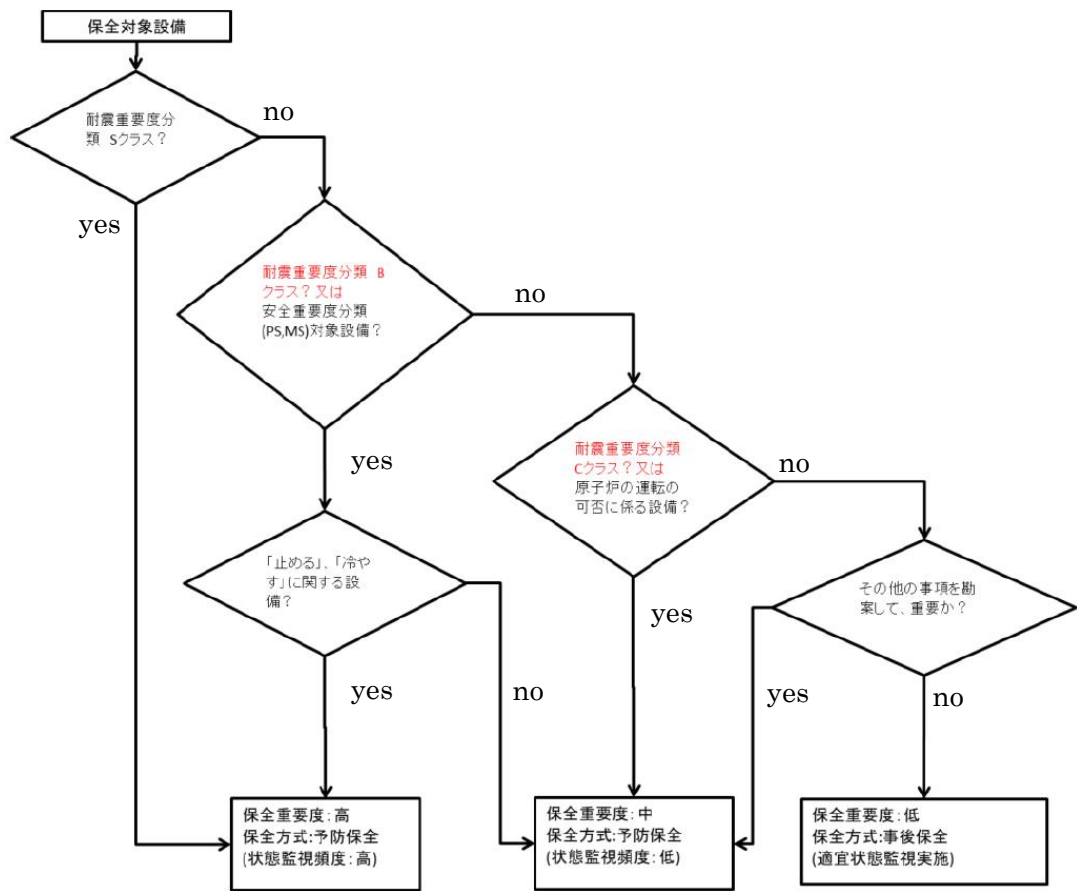 保全対象設備
no
耐震重要度分
類 Sクラス？
yes
耐震重要度分類 B
クラス？又は
安全重要度分類
(PS,MS)対象設備？
no
yes
耐震重要度分類
Cクラス？又は
原子炉の運転の
可否に係る設備？
no
「止める」、「冷や
す」に関する設
備？
その他の事項を勘
案して、重要か？
yes
yes
no
yes
no
保全重要度：高
保全方式:予防保全
(状態監視頻度：高)
保全重要度：中
保全方式:予防保全
(状態監視頻度：低)
保全重要度：低
保全方式:事後保全
(適宜状態監視実施)